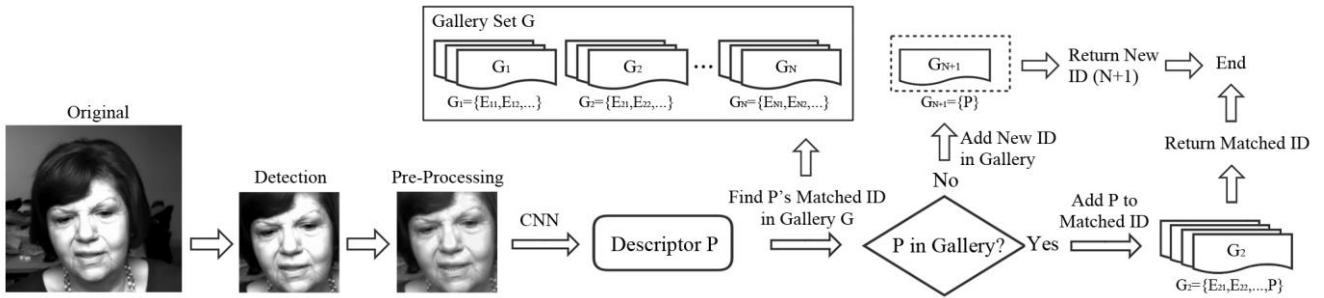 Original
Detection
Pre-Processing
CNN
Descriptor P
Gallery Set G
G1
G2
...
GN
G1={E11,E12,...}
G2={E21,E22,...}
GN={EN1,EN2,...}
Find P's Matched ID
in Gallery G
P in Gallery?
No
Add New ID
in Gallery
GN+1
GN+1={P}
Return New
ID (N+1)
End
Yes
Add P to
Matched ID
G2
G2={E21,E22,...,P}
Return Matched ID